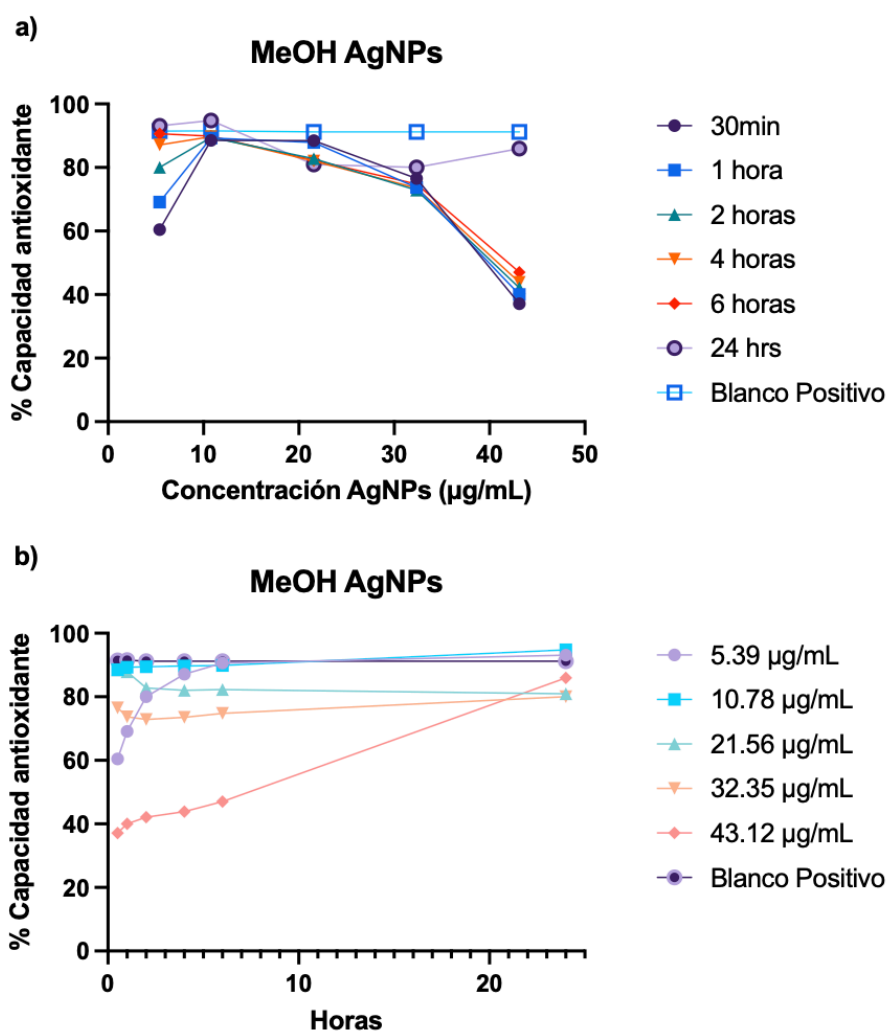 a)
MeOH AgNPs
% Capacidad antioxidante
100
80
60
40
20
0
0 10 20 30 40 50
Concentración AgNPs (µg/mL)
30min
1 hora
2 horas
4 horas
6 horas
24 hrs
Blanco Positivo
b)
MeOH AgNPs
% Capacidad antioxidante
100
80
60
40
20
0
0 10 20
Horas
5.39 µg/mL
10.78 µg/mL
21.56 µg/mL
32.35 µg/mL
43.12 µg/mL
Blanco Positivo